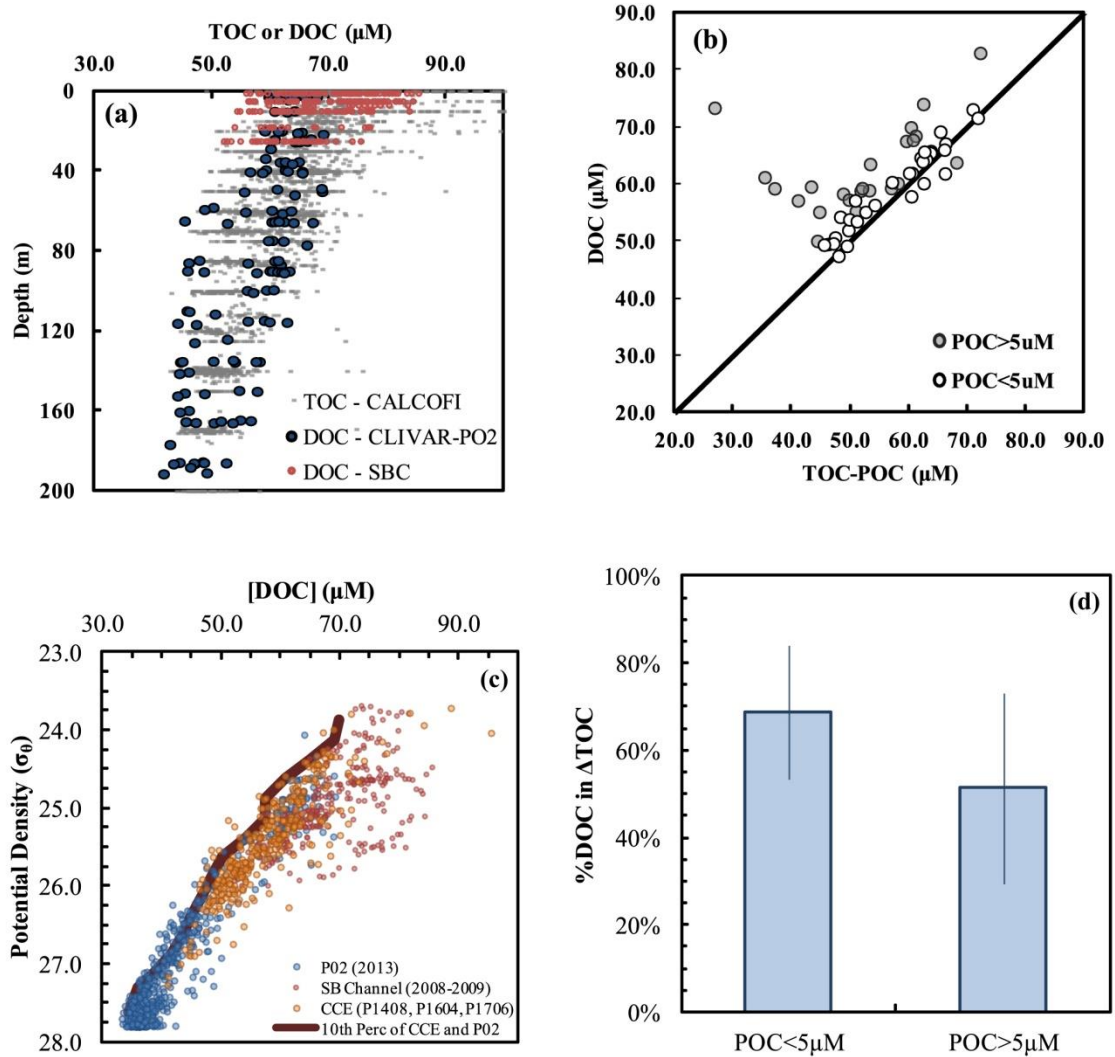 TOC or DOC (μM)
30.0 50.0 70.0 90.0
0
40
80
120
160
200
Depth (m)
(a)
TOC - CALCOFI
DOC - CLIVAR-PO2
DOC - SBC
90.0
80.0
70.0
60.0
50.0
40.0
30.0
20.0
DOC (μM)
(b)
POC>5uM
POC<5uM
20.0 30.0 40.0 50.0 60.0 70.0 80.0 90.0
TOC-POC (μM)
[DOC] (μM)
30.0 50.0 70.0 90.0
23.0
24.0
25.0
26.0
27.0
28.0
Potential Density (σθ)
(c)
P02 (2013)
SB Channel (2008-2009)
CCE (P1408, P1604, P1706)
10th Perc of CCE and P02
100%
80%
60%
40%
20%
0%
%DOC in ΔTOC
(d)
POC<5μM POC>5μM